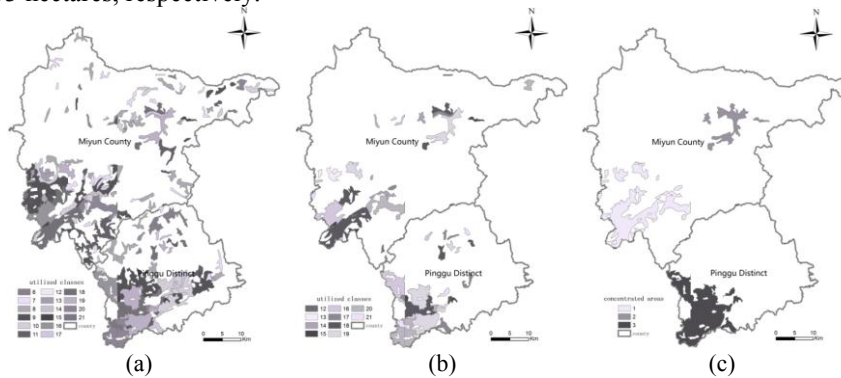 hectares, respectively.
N
Miyun County
Pinggu Distinct
utilised classes
6 12 18
7 13 19
8 14 20
9 15 21
10 16 county
11 17
0 5 10
Km
(a)
N
Miyun County
Pinggu District
utilised classes
12 16 20
13 17 21
14 18 county
15 19
0 5 10
Km
(b)
N
Miyun County
Pinggu District
concentrated areas
1
2
3
county
0 5 10
Km
(c)